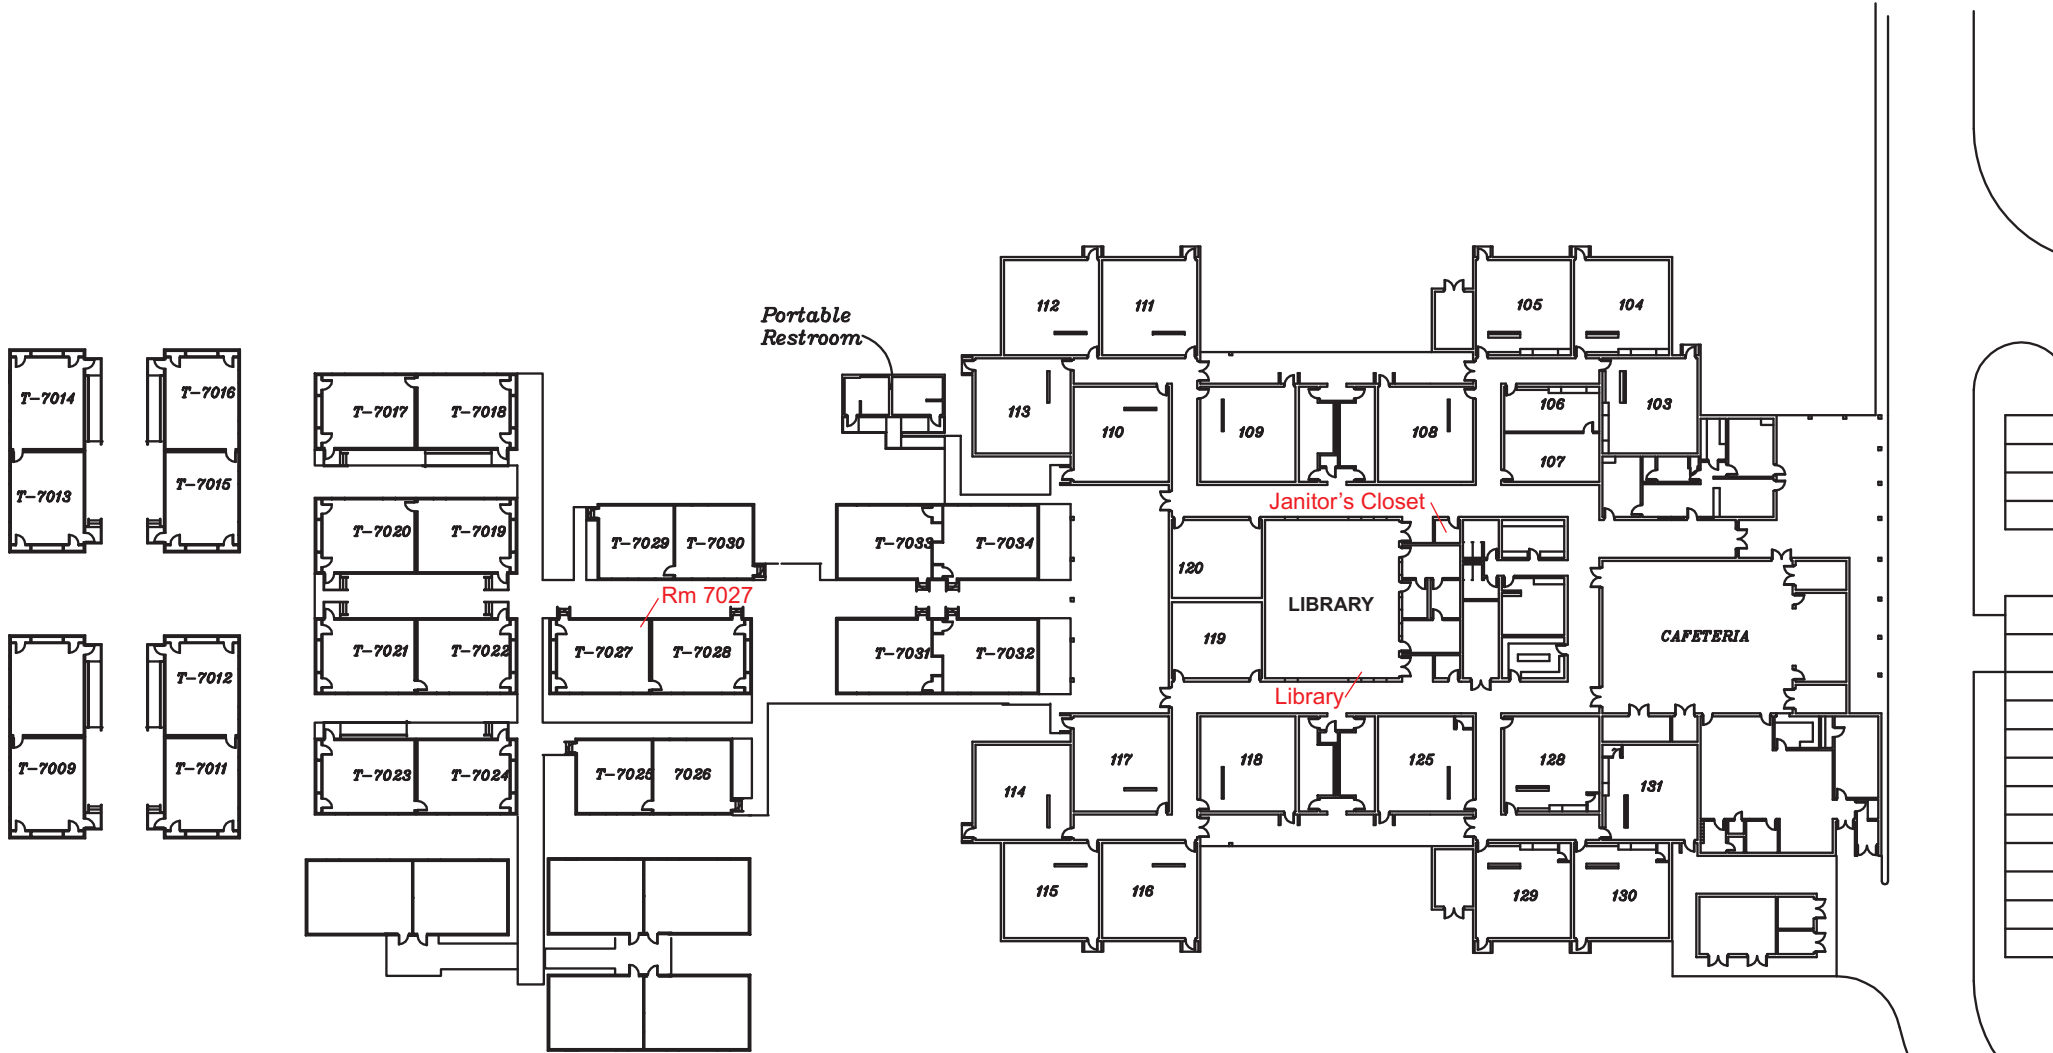 112
111
105
104
Portable
Restroom
T-7014
T-7016
T-7017
T-7018
113
110
109
108
106
103
107
T-7013
T-7015
Janitor's Closet
T-7020
T-7019
T-7029
T-7030
T-7033
T-7034
120
Rm 7027
LIBRARY
119
CAFETERIA
T-7021
T-7022
T-7027
T-7028
T-7031
T-7032
T-7012
Library
T-7009
T-7011
T-7023
T-7024
T-7025
7026
117
118
125
128
114
131
115
116
129
130